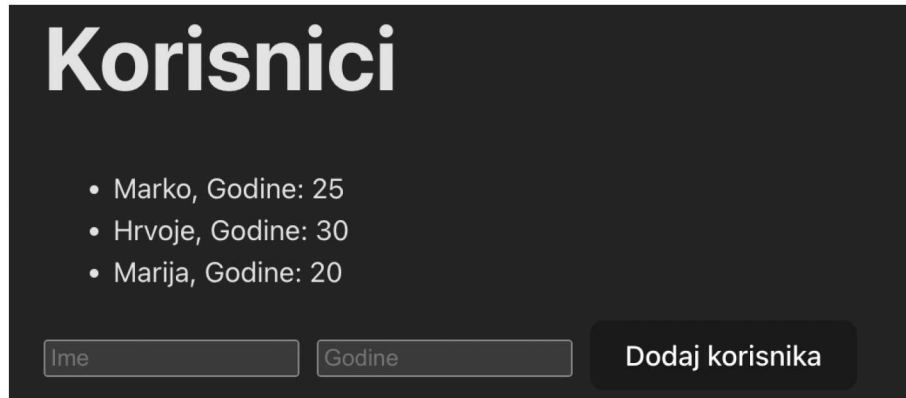 Korisnici
• Marko, Godine: 25
• Hrvoje, Godine: 30
• Marija, Godine: 20
Ime Godine Dodaj korisnika